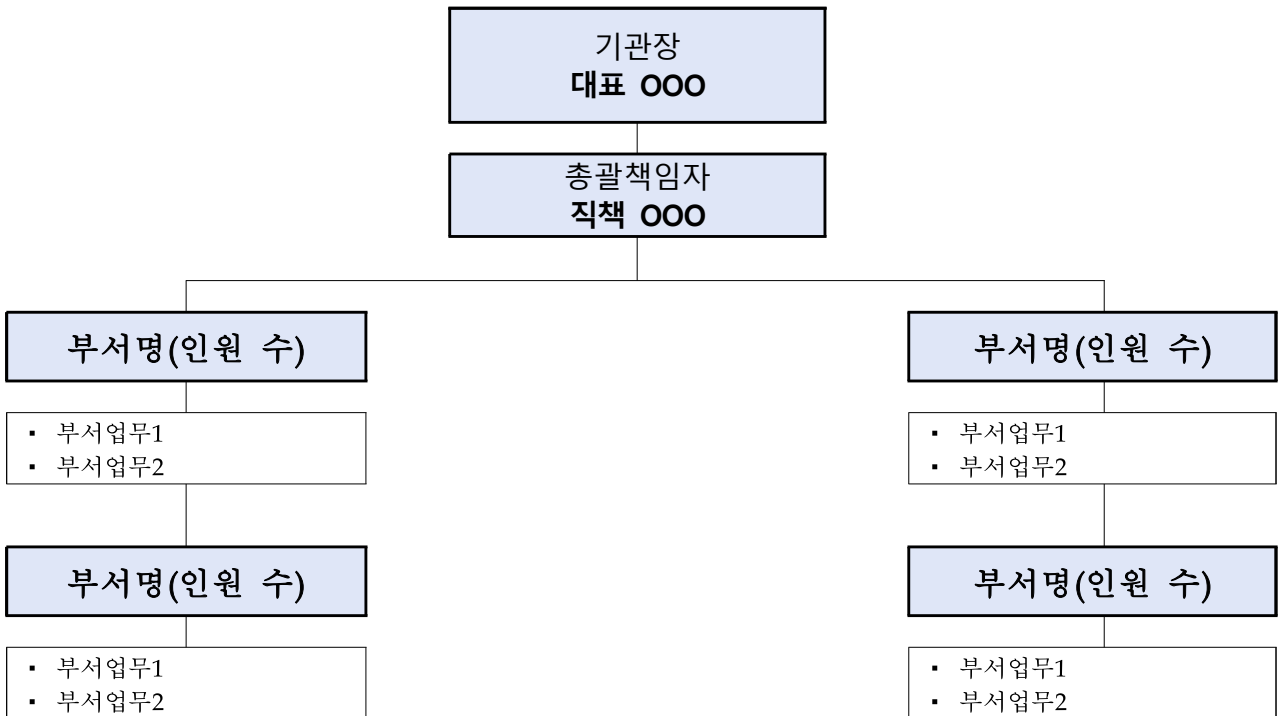 기관장
대표 OOO
총괄책임자
직책 OOO
부서명(인원 수)
▪ 부서업무1
▪ 부서업무2
부서명(인원 수)
▪ 부서업무1
▪ 부서업무2
부서명(인원 수)
▪ 부서업무1
▪ 부서업무2
부서명(인원 수)
▪ 부서업무1
▪ 부서업무2